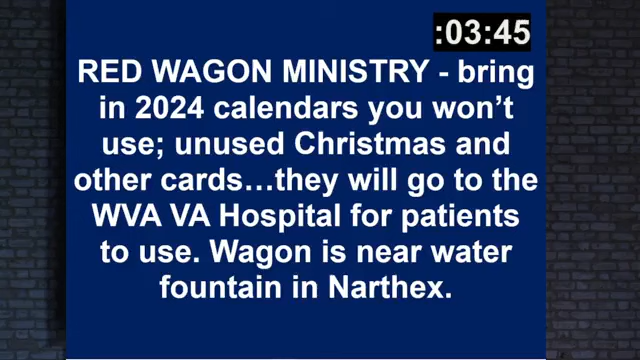 :03:45
RED WAGON MINISTRY - bring
in 2024 calendars you won’t
use; unused Christmas and
other cards…they will go to the
WVA VA Hospital for patients
to use. Wagon is near water
fountain in Narthex.